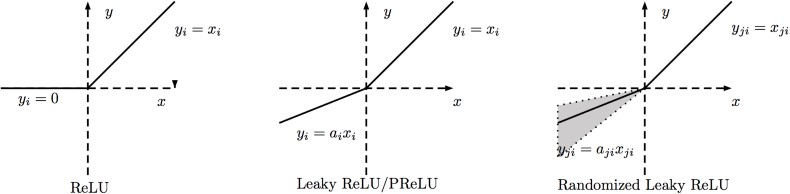 y
y_i = x_i
y_i = 0
x
ReLU
y
y_i = x_i
x
y_i = a_i x_i
Leaky ReLU/PReLU
y
y_{ji} = x_{ji}
x
y_{ji} = a_{ji} x_{ji}
Randomized Leaky ReLU